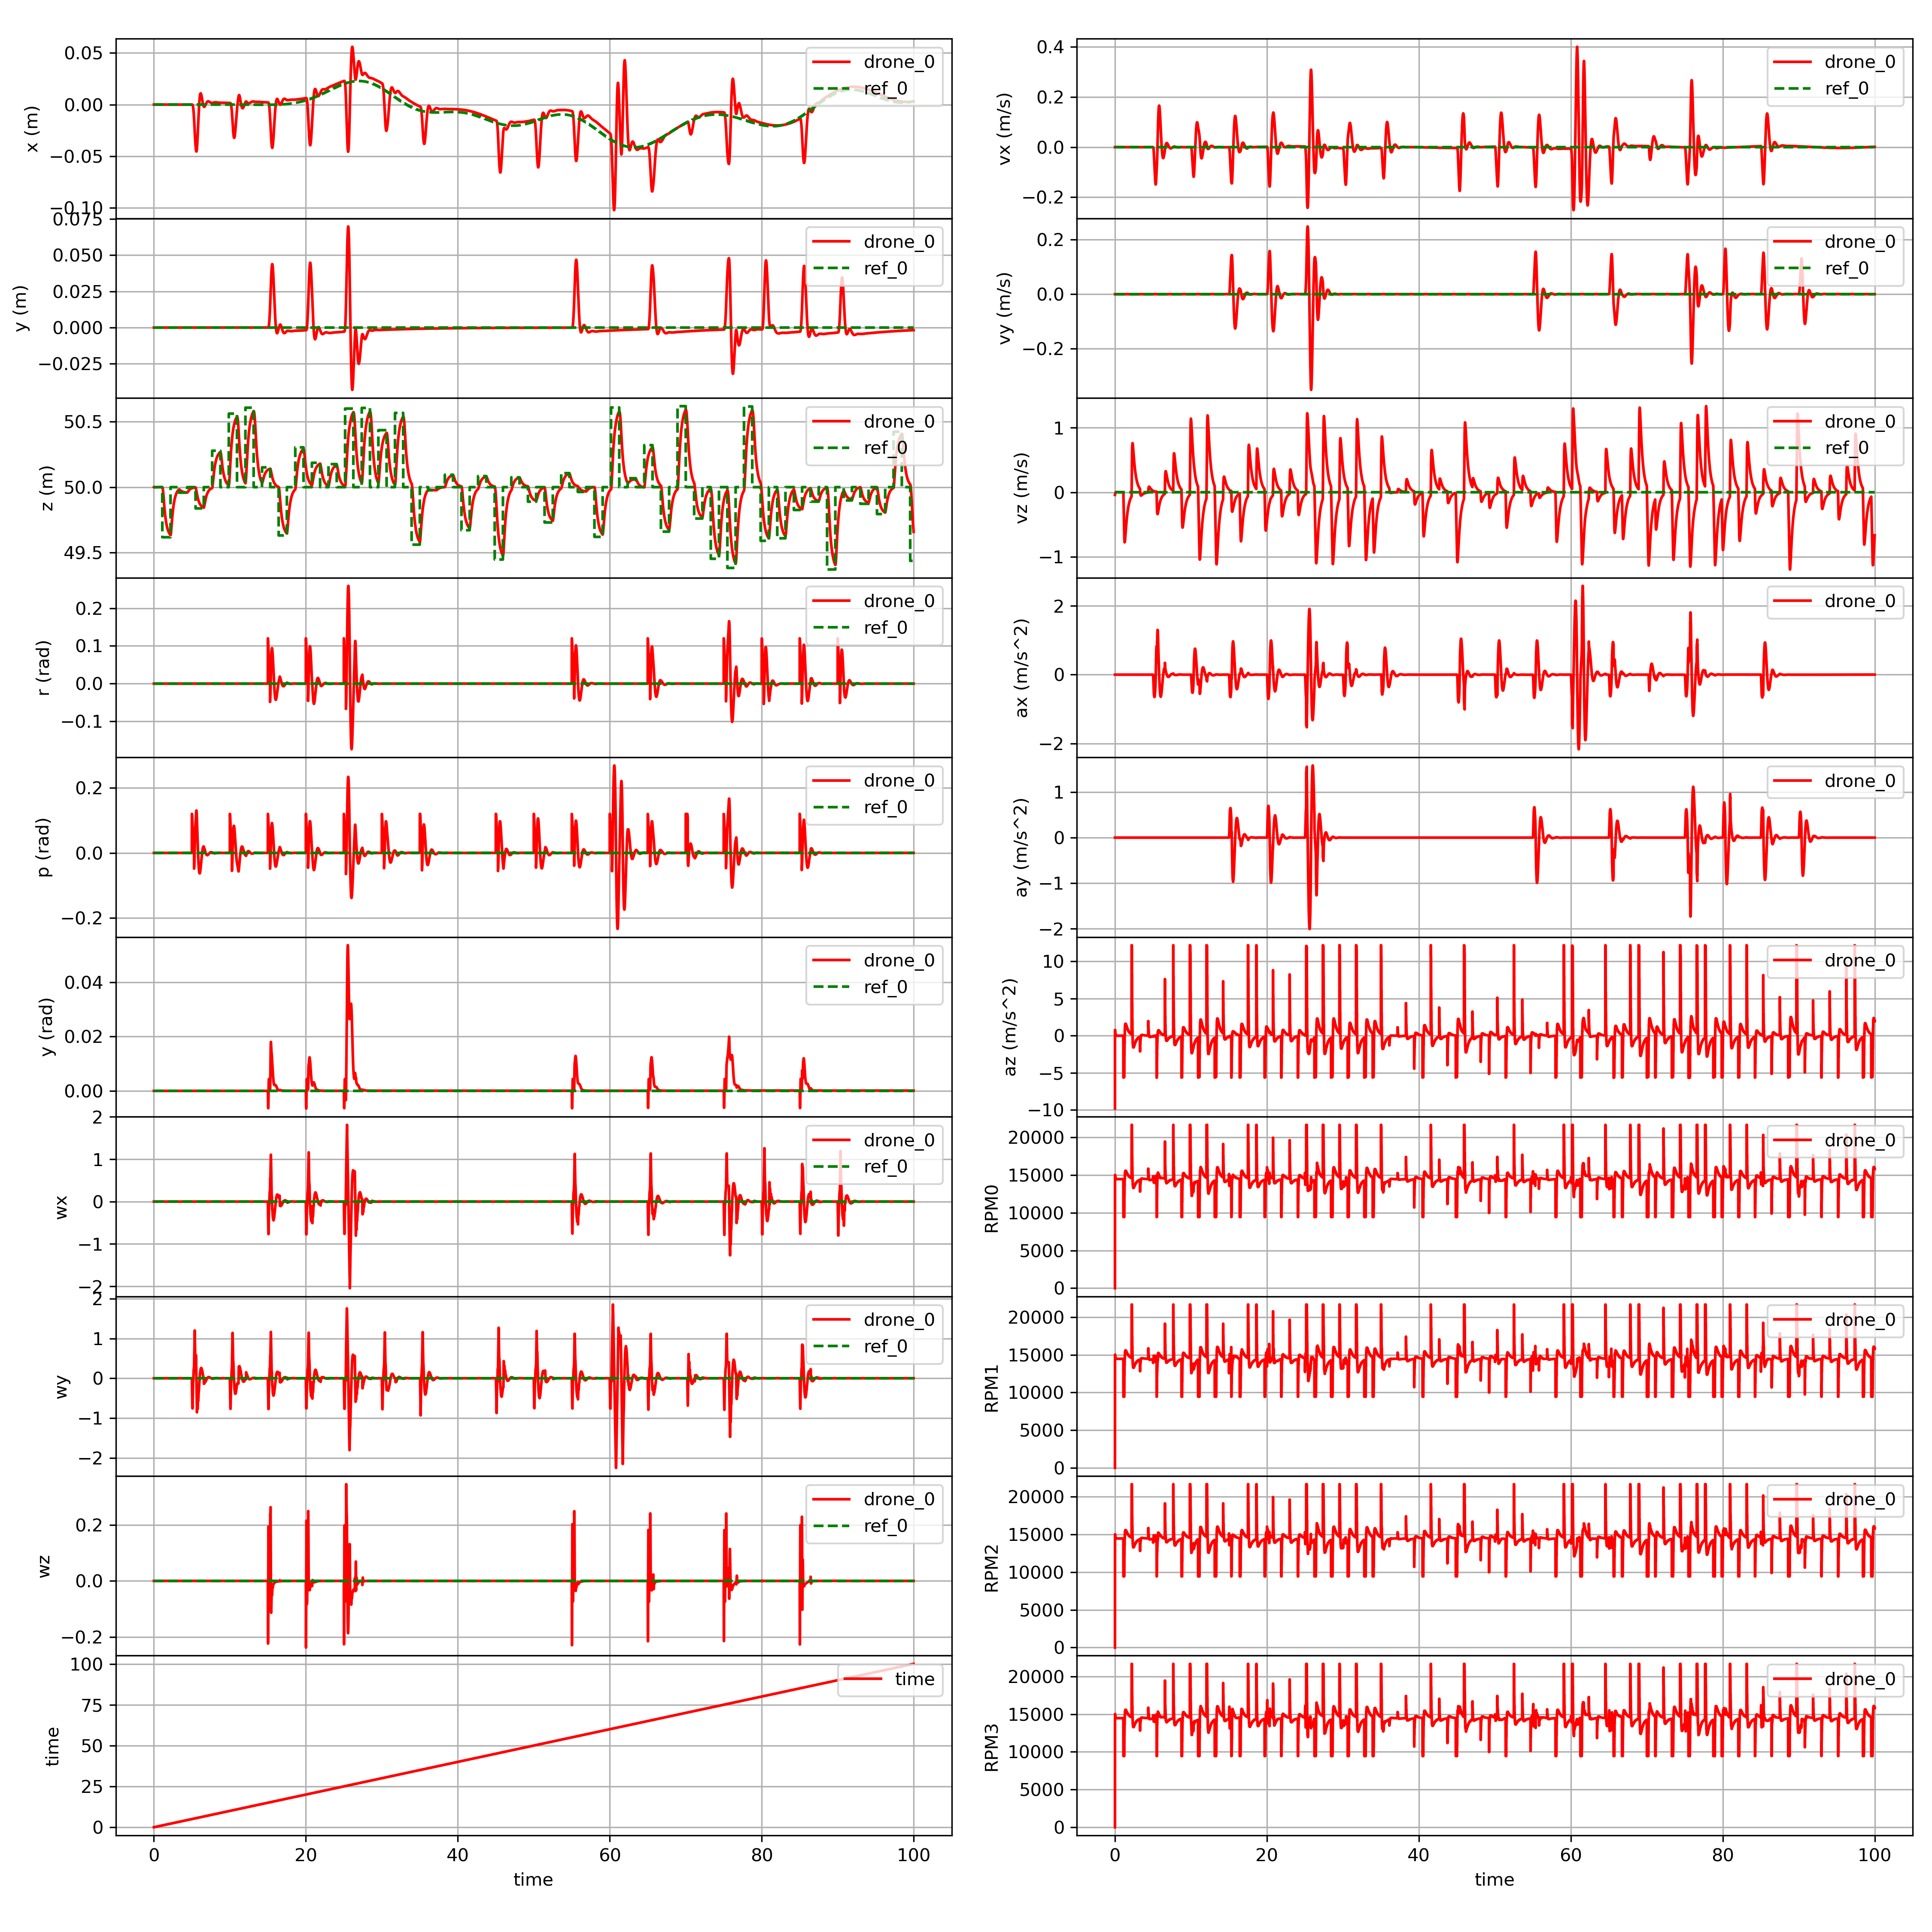 0.05
0.00
−0.05
−0.10
x (m)
drone_0
ref_0
0.075
0.050
0.025
0.000
−0.025
y (m)
drone_0
ref_0
50.5
50.0
49.5
z (m)
drone_0
ref_0
0.2
0.1
0.0
−0.1
r (rad)
drone_0
ref_0
0.2
0.0
−0.2
p (rad)
drone_0
ref_0
0.04
0.02
0.00
y (rad)
drone_0
ref_0
2
1
0
−1
−2
wx
drone_0
ref_0
2
1
0
−1
−2
wy
drone_0
ref_0
0.2
0.0
−0.2
wz
drone_0
ref_0
100
75
50
25
0
time
time
0 20 40 60 80 100
time
0.4
0.2
0.0
−0.2
vx (m/s)
drone_0
ref_0
0.2
0.0
−0.2
vy (m/s)
drone_0
ref_0
1
0
−1
vz (m/s)
drone_0
ref_0
2
0
−2
ax (m/s^2)
drone_0
1
0
−1
−2
ay (m/s^2)
drone_0
10
5
0
−5
−10
az (m/s^2)
drone_0
20000
15000
10000
5000
0
RPM0
drone_0
20000
15000
10000
5000
0
RPM1
drone_0
20000
15000
10000
5000
0
RPM2
drone_0
20000
15000
10000
5000
0
RPM3
drone_0
0 20 40 60 80 100
time